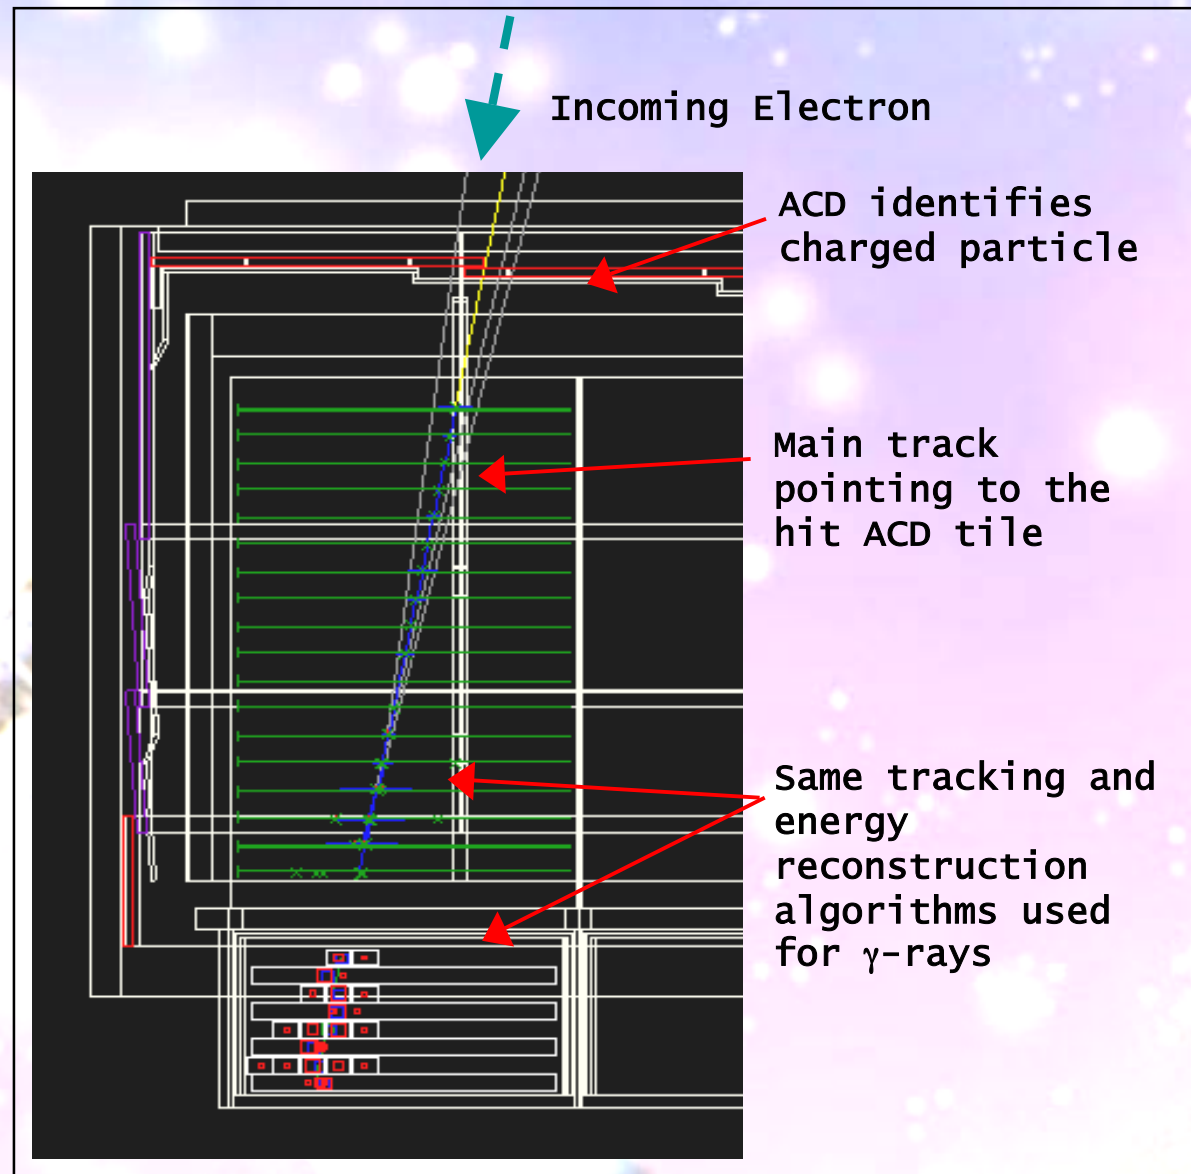 Incoming Electron
ACD identifies
charged particle
Main track
pointing to the
hit ACD tile
Same tracking and
energy
reconstruction
algorithms used
for γ-rays